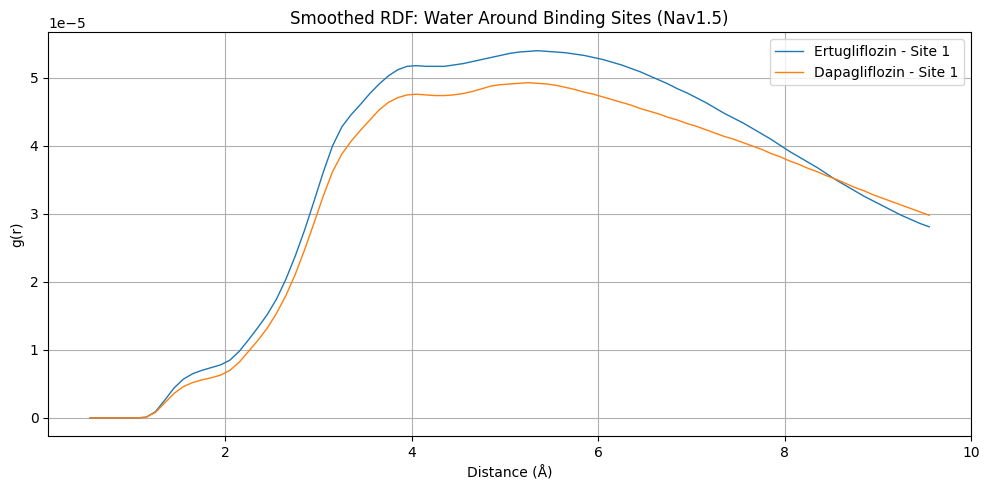 Smoothed RDF: Water Around Binding Sites (Nav1.5)
1e−5
Ertugliflozin - Site 1
Dapagliflozin - Site 1
5
4
3
2
1
0
g(r)
2 4 6 8 10
Distance (Å)